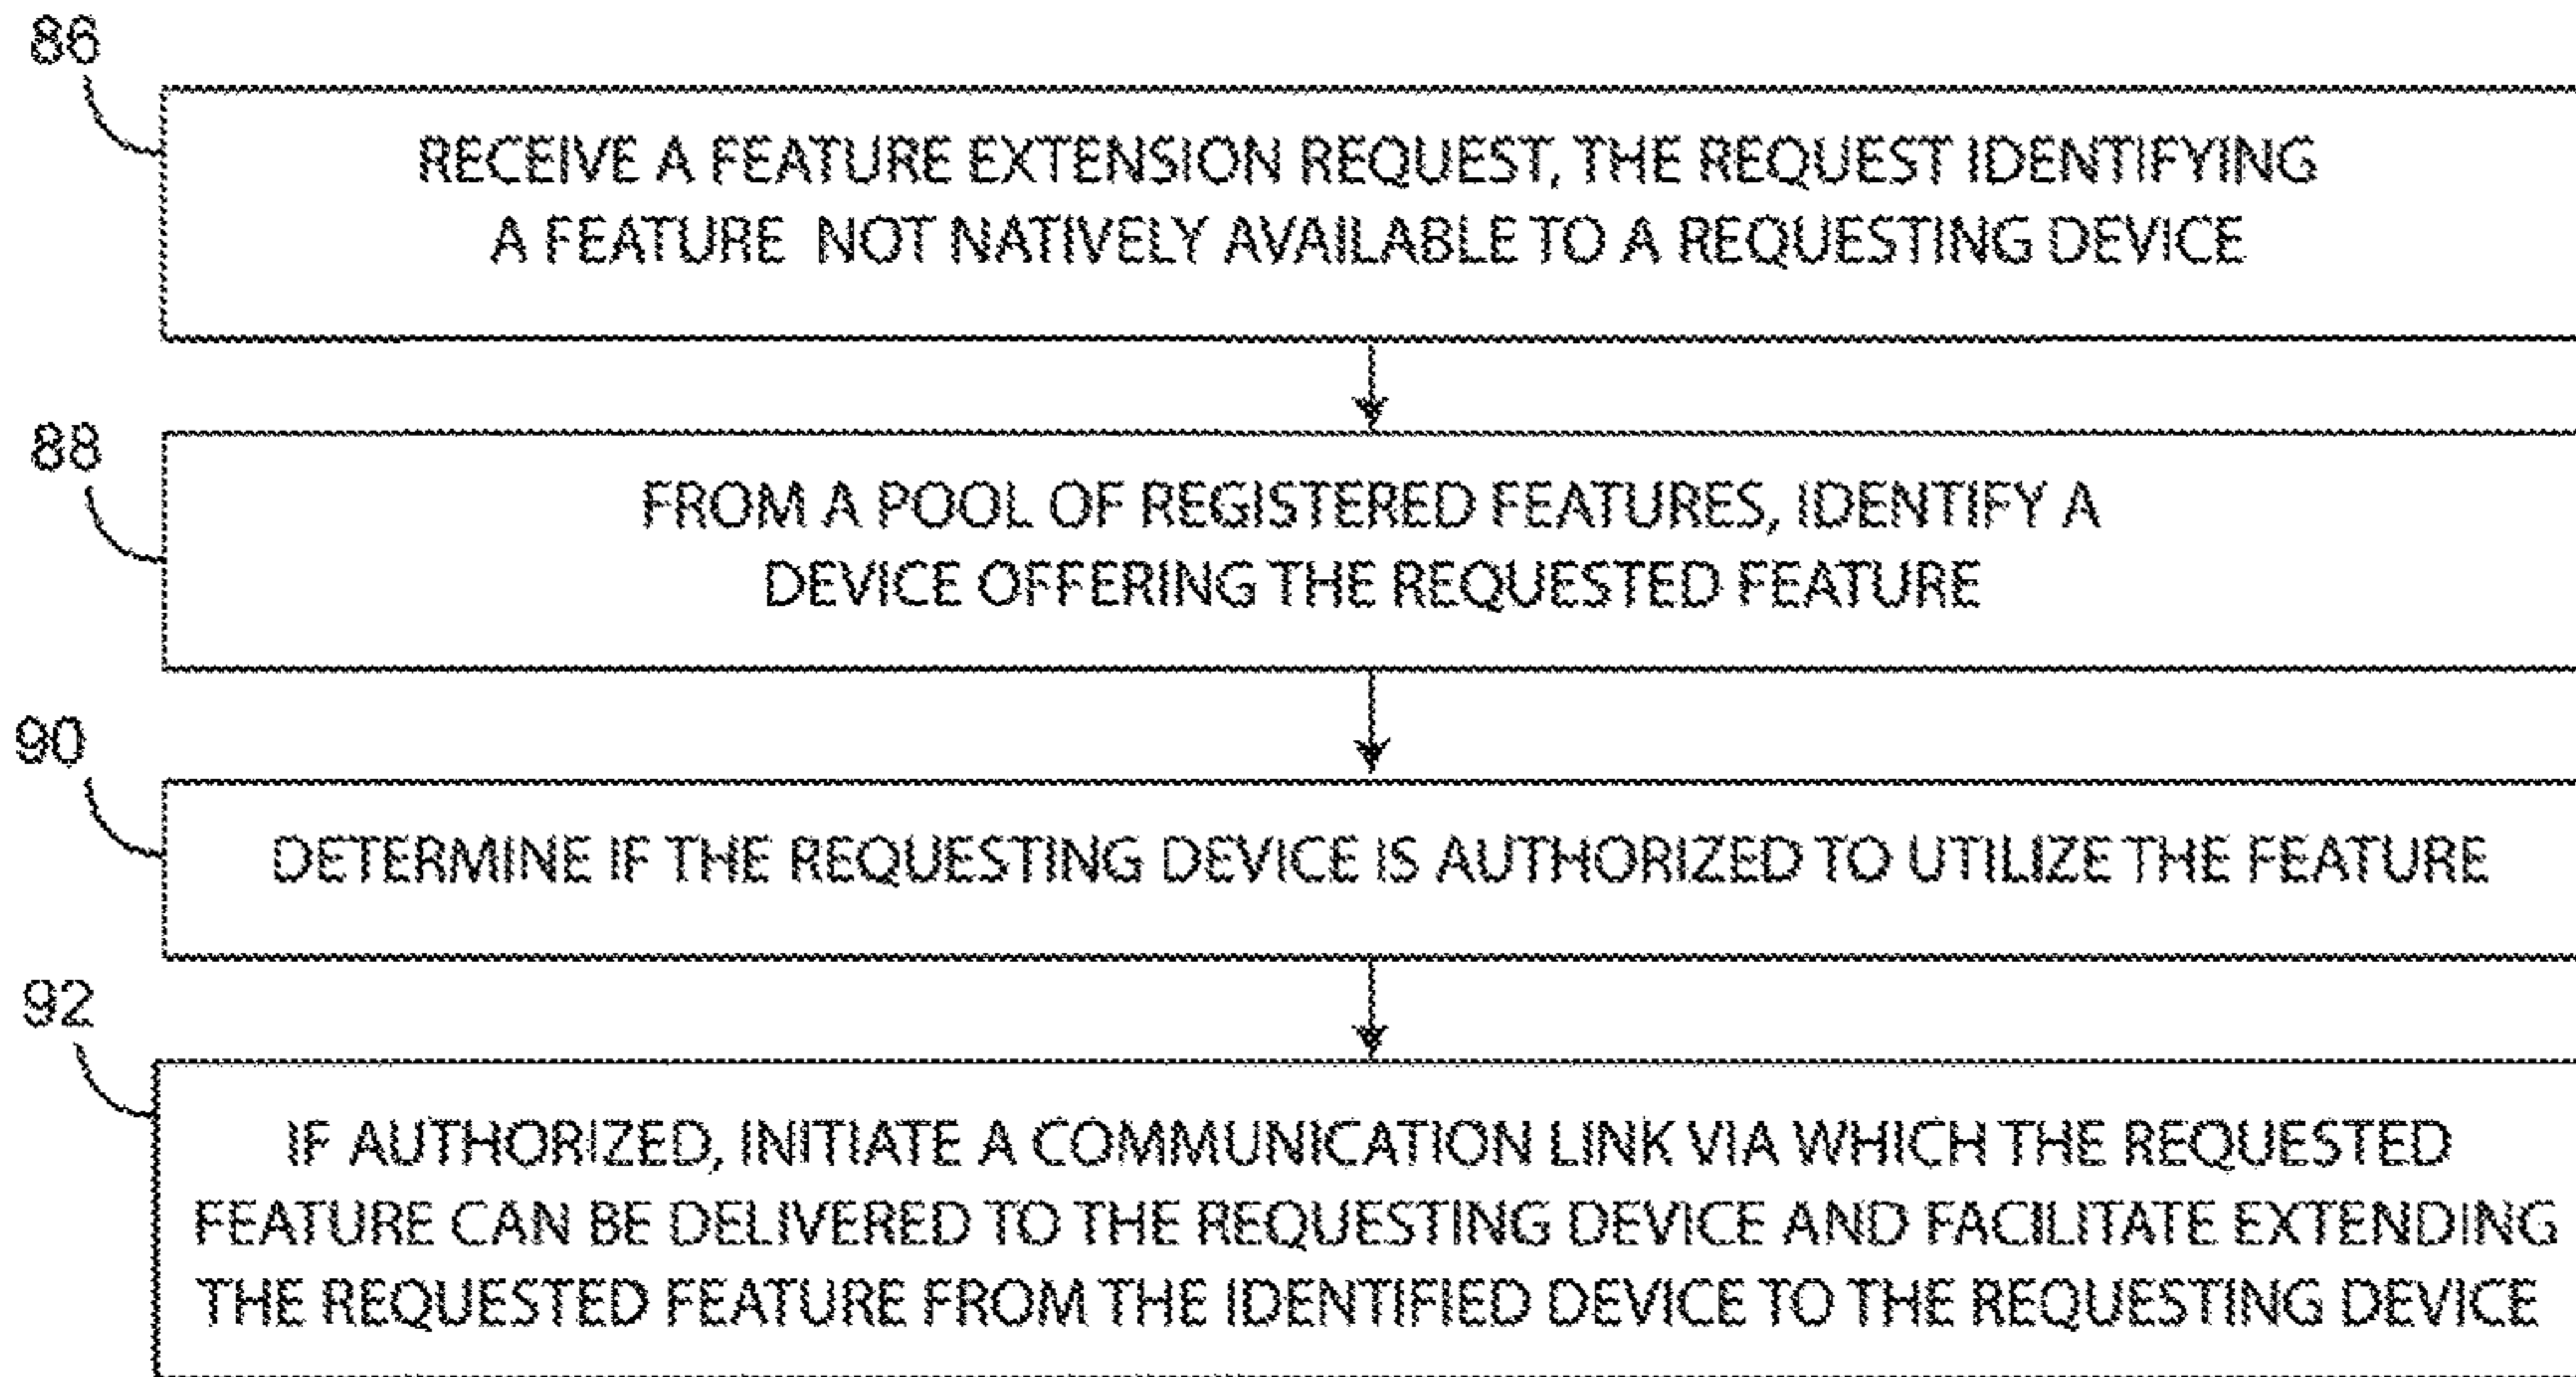 86
RECEIVE A FEATURE EXTENSION REQUEST, THE REQUEST IDENTIFYING
A FEATURE NOT NATIVELY AVAILABLE TO A REQUESTING DEVICE
88
FROM A POOL OF REGISTERED FEATURES, IDENTIFY A
DEVICE OFFERING THE REQUESTED FEATURE
90
DETERMINE IF THE REQUESTING DEVICE IS AUTHORIZED TO UTILIZE THE FEATURE
92
IF AUTHORIZED, INITIATE A COMMUNICATION LINK VIA WHICH THE REQUESTED
FEATURE CAN BE DELIVERED TO THE REQUESTING DEVICE AND FACILITATE EXTENDING
THE REQUESTED FEATURE FROM THE IDENTIFIED DEVICE TO THE REQUESTING DEVICE